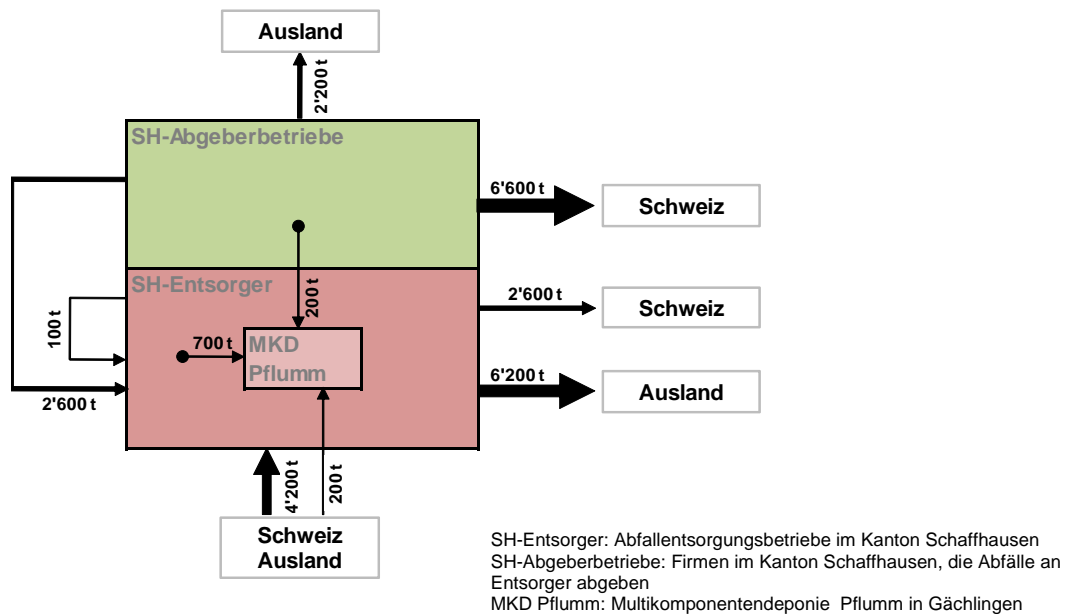 Ausland
2'200 t
SH-Abgeberbetriebe
6'600 t
Schweiz
SH-Entsorger
200 t
2'600 t
Schweiz
100 t
700 t
MKD
Pflumm
6'200 t
Ausland
2'600 t
4'200 t
200 t
Schweiz
Ausland
SH-Entsorger: Abfallentsorgungsbetriebe im Kanton Schaffhausen
SH-Abgeberbetriebe: Firmen im Kanton Schaffhausen, die Abfälle an
Entsorger abgeben
MKD Pflumm: Multikomponentendeponie Pflumm in Gächlingen